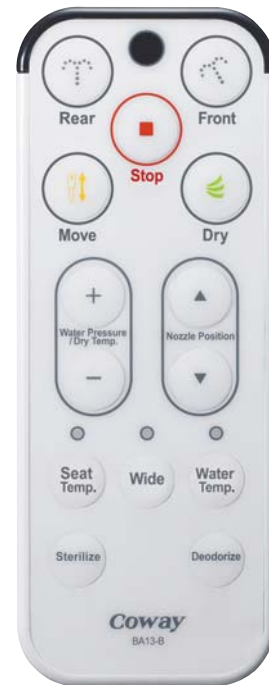 Rear
Front
Stop
Move
Dry
+
Water Pressure
/Dry Temp.
−
Nozzle Position
Seat
Temp.
Wide
Water
Temp.
Sterilize
Deodorize
Coway
BA13-B